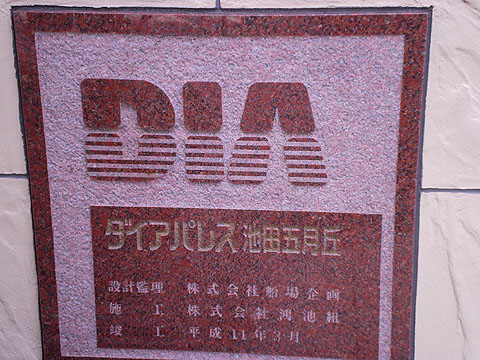 DIA
ダイアパレス池田五月丘
設計監理 株式会社船場企画
施工 株式会社鴻池組
竣工 平成11年3月